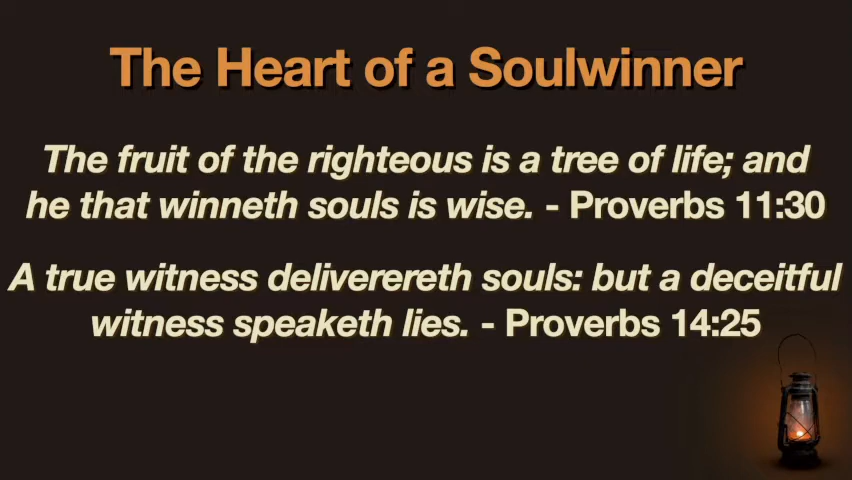 The Heart of a Soulwinner
The fruit of the righteous is a tree of life; and
he that winneth souls is wise. - Proverbs 11:30
A true witness deliverereth souls: but a deceitful
witness speaketh lies. - Proverbs 14:25